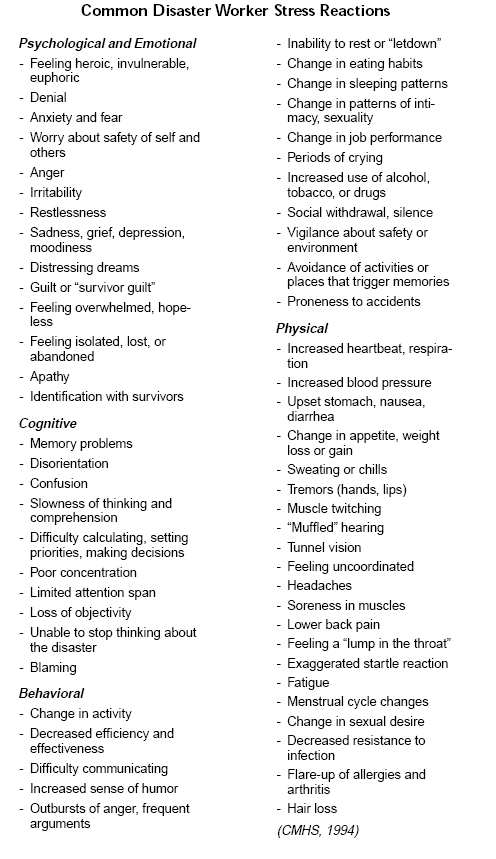 Common Disaster Worker Stress Reactions
Psychological and Emotional
- Feeling heroic, invulnerable,
euphoric
- Denial
- Anxiety and fear
- Worry about safety of self and
others
- Anger
- Irritability
- Restlessness
- Sadness, grief, depression,
moodiness
- Distressing dreams
- Guilt or “survivor guilt”
- Feeling overwhelmed, hope-
less
- Feeling isolated, lost, or
abandoned
- Apathy
- Identification with survivors
Cognitive
- Memory problems
- Disorientation
- Confusion
- Slowness of thinking and
comprehension
- Difficulty calculating, setting
priorities, making decisions
- Poor concentration
- Limited attention span
- Loss of objectivity
- Unable to stop thinking about
the disaster
- Blaming
Behavioral
- Change in activity
- Decreased efficiency and
effectiveness
- Difficulty communicating
- Increased sense of humor
- Outbursts of anger, frequent
arguments
- Inability to rest or “letdown”
- Change in eating habits
- Change in sleeping patterns
- Change in patterns of inti-
macy, sexuality
- Change in job performance
- Periods of crying
- Increased use of alcohol,
tobacco, or drugs
- Social withdrawal, silence
- Vigilance about safety or
environment
- Avoidance of activities or
places that trigger memories
- Proneness to accidents
Physical
- Increased heartbeat, respira-
tion
- Increased blood pressure
- Upset stomach, nausea,
diarrhea
- Change in appetite, weight
loss or gain
- Sweating or chills
- Tremors (hands, lips)
- Muscle twitching
- “Muffled” hearing
- Tunnel vision
- Feeling uncoordinated
- Headaches
- Soreness in muscles
- Lower back pain
- Feeling a “lump in the throat”
- Exaggerated startle reaction
- Fatigue
- Menstrual cycle changes
- Change in sexual desire
- Decreased resistance to
infection
- Flare-up of allergies and
arthritis
- Hair loss
(CMHS, 1994)